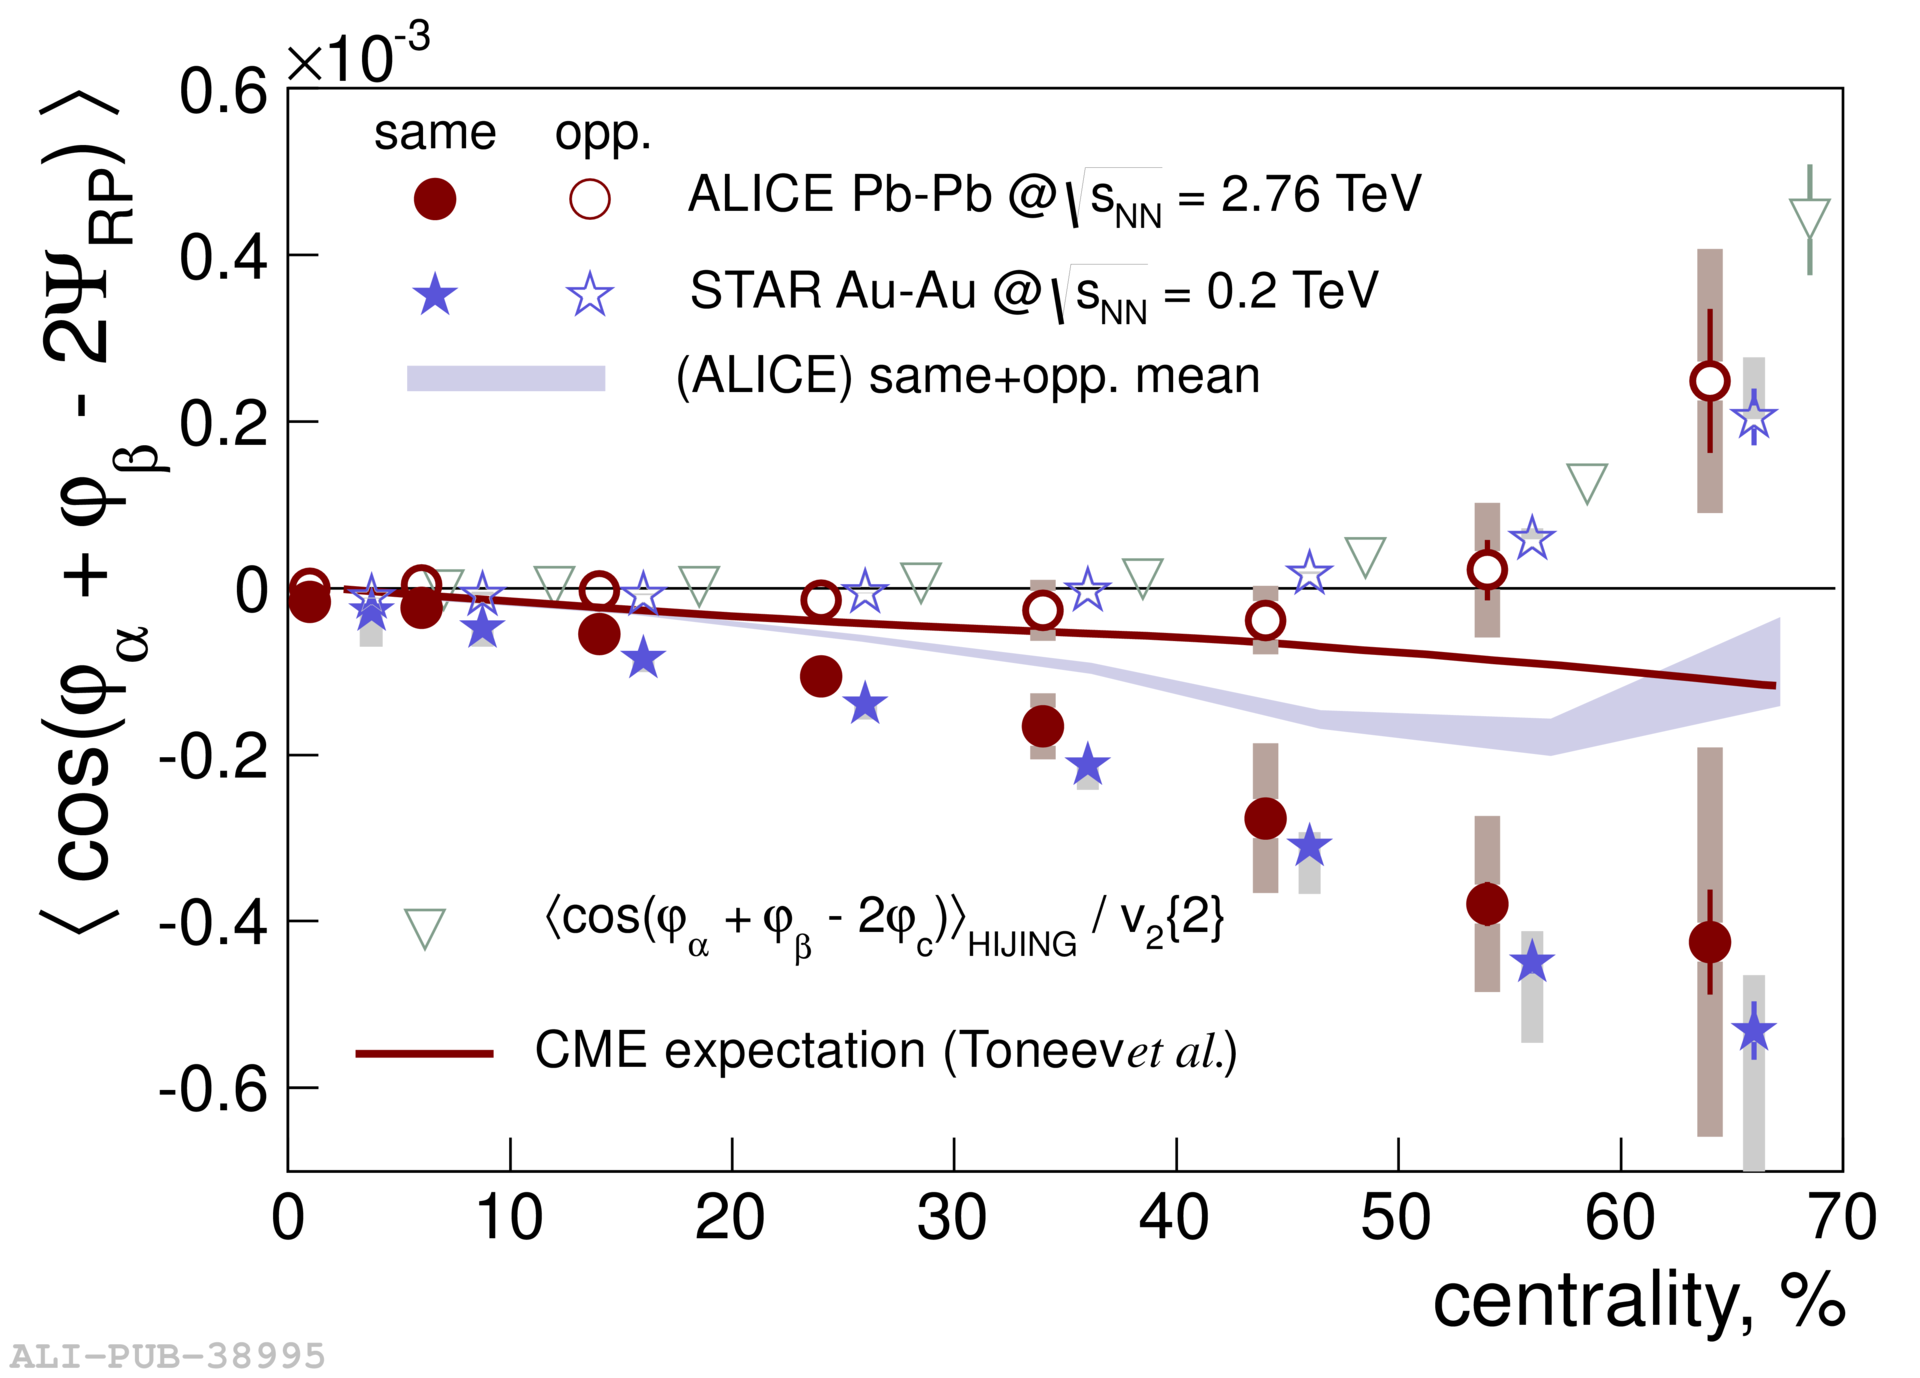 ×10⁻³
⟨ cos(φα + φβ - 2ΨRP) ⟩
0.6
0.4
0.2
0
-0.2
-0.4
-0.6
same opp.
ALICE Pb-Pb @√sNN = 2.76 TeV
STAR Au-Au @√sNN = 0.2 TeV
(ALICE) same+opp. mean
⟨cos(φα + φβ - 2φc)⟩HIJING / v2{2}
CME expectation (Toneev et al.)
0 10 20 30 40 50 60 70
centrality, %
ALI-PUB-38995